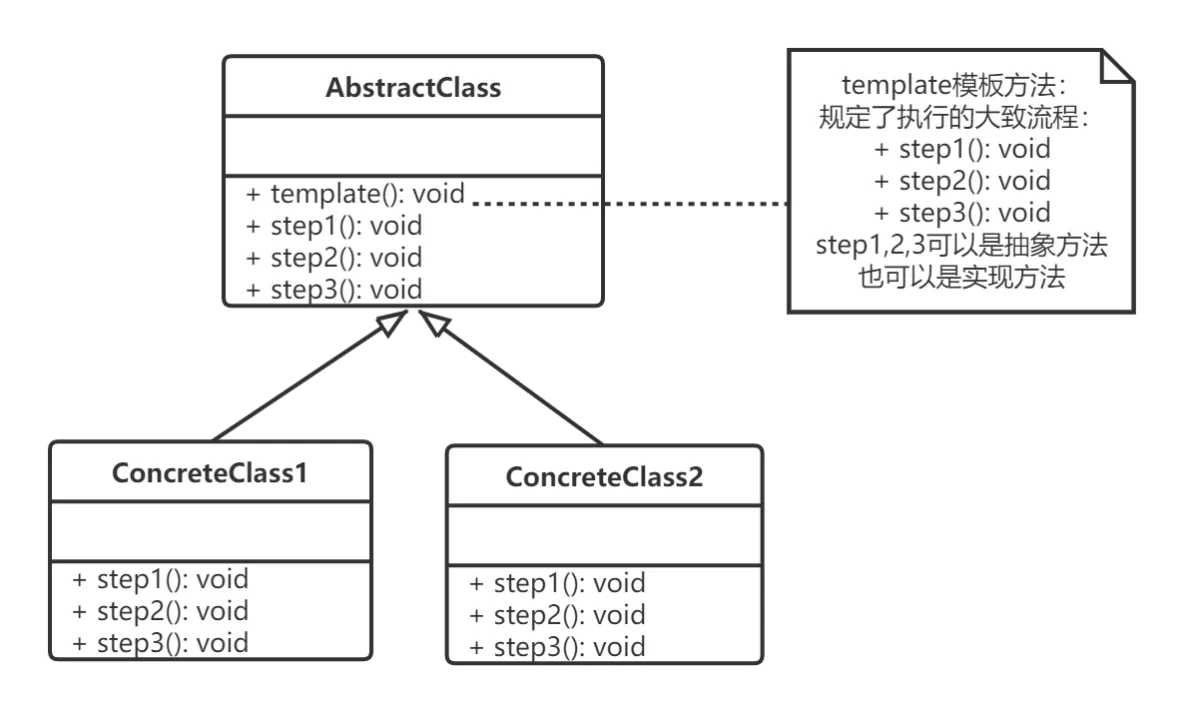 AbstractClass
+ template(): void
+ step1(): void
+ step2(): void
+ step3(): void
template模板方法：
规定了执行的大致流程：
+ step1(): void
+ step2(): void
+ step3(): void
step1,2,3可以是抽象方法
也可以是实现方法
ConcreteClass1
+ step1(): void
+ step2(): void
+ step3(): void
ConcreteClass2
+ step1(): void
+ step2(): void
+ step3(): void